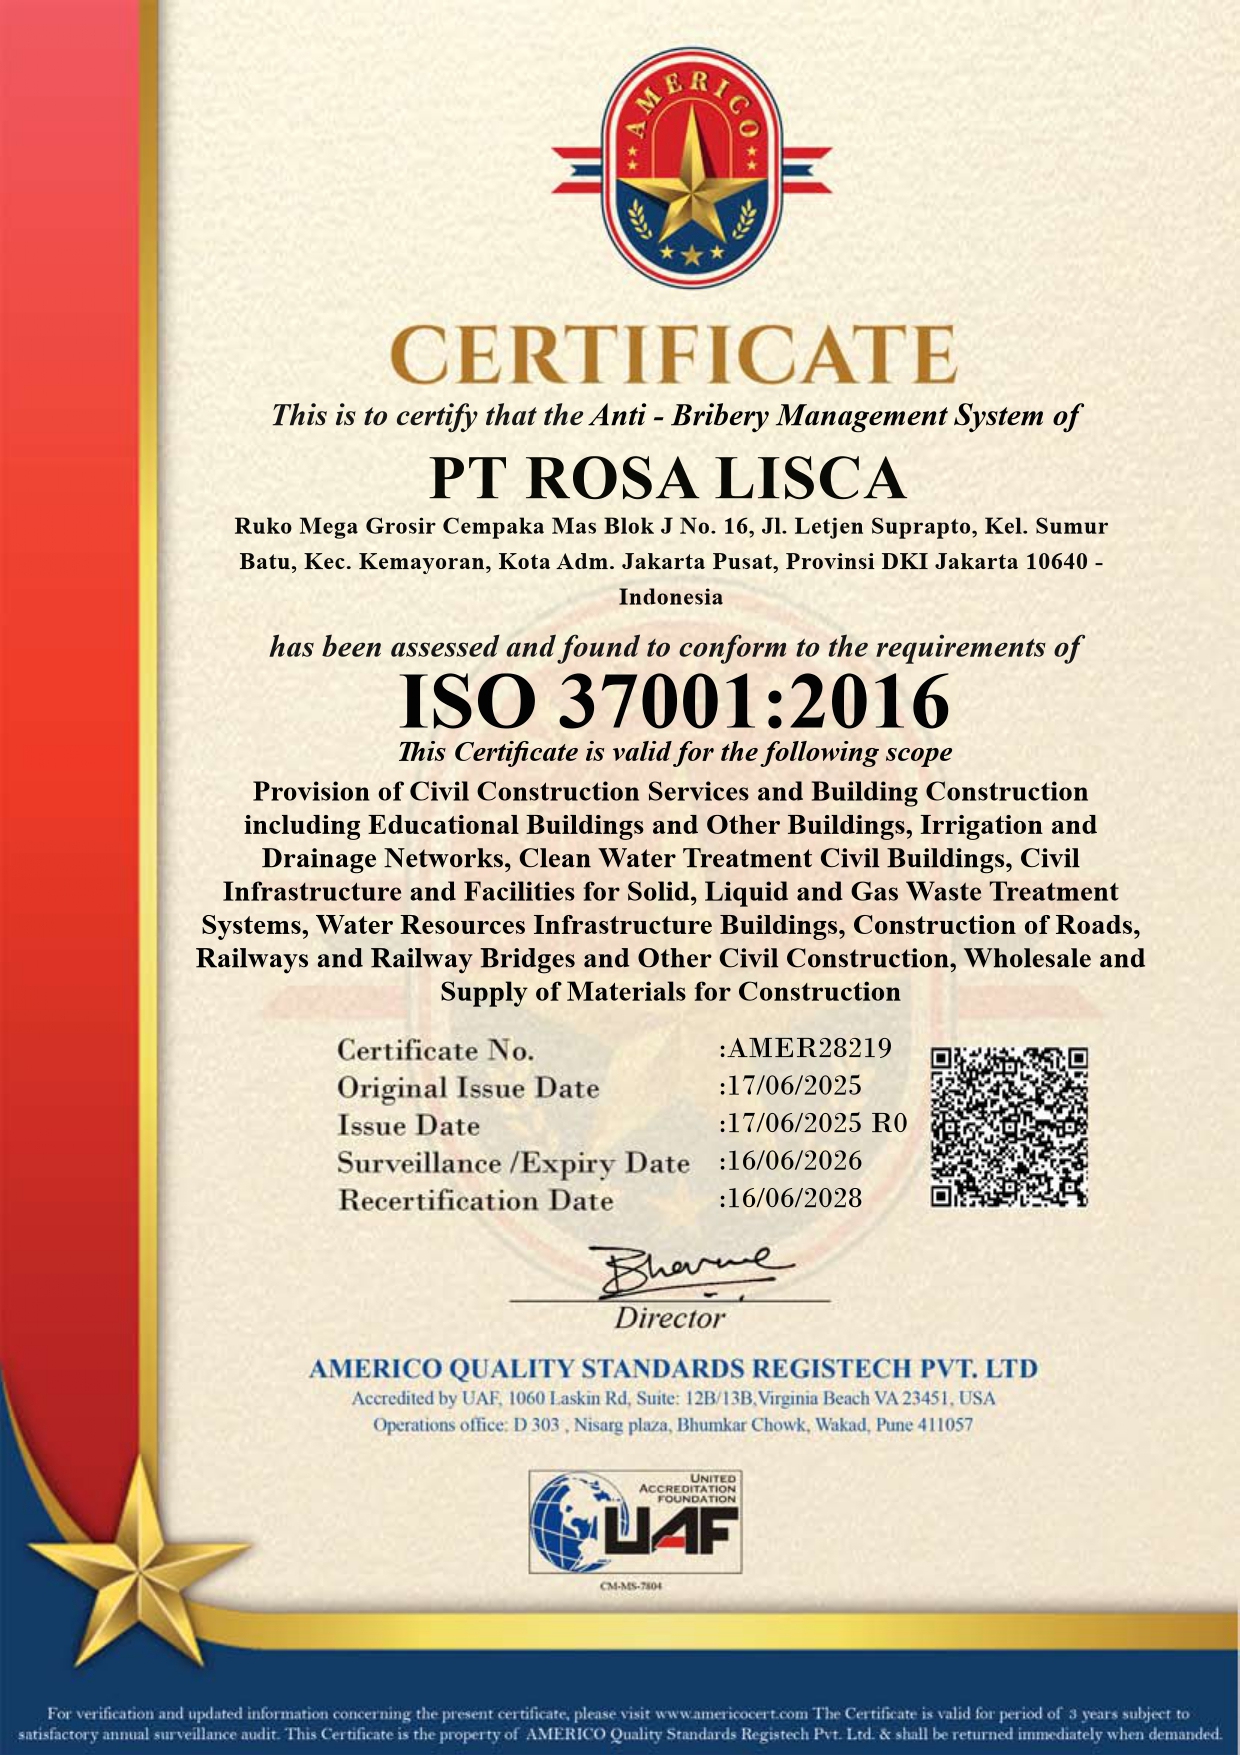 AMERICO
CERTIFICATE
This is to certify that the Anti - Bribery Management System of
PT ROSA LISCA
Ruko Mega Grosir Cempaka Mas Blok J No. 16, Jl. Letjen Suprapto, Kel. Sumur
Batu, Kec. Kemayoran, Kota Adm. Jakarta Pusat, Provinsi DKI Jakarta 10640 -
Indonesia
has been assessed and found to conform to the requirements of
ISO 37001:2016
This Certificate is valid for the following scope
Provision of Civil Construction Services and Building Construction
including Educational Buildings and Other Buildings, Irrigation and
Drainage Networks, Clean Water Treatment Civil Buildings, Civil
Infrastructure and Facilities for Solid, Liquid and Gas Waste Treatment
Systems, Water Resources Infrastructure Buildings, Construction of Roads,
Railways and Railway Bridges and Other Civil Construction, Wholesale and
Supply of Materials for Construction
Certificate No. :AMER28219
Original Issue Date :17/06/2025
Issue Date :17/06/2025 R0
Surveillance /Expiry Date :16/06/2026
Recertification Date :16/06/2028
Director
AMERICO QUALITY STANDARDS REGISTECH PVT. LTD
Accredited by UAF, 1060 Laskin Rd, Suite: 12B/13B,Virginia Beach VA 23451, USA
Operations office: D 303 , Nisarg plaza, Bhumkar Chowk, Wakad, Pune 411057
UNITED
ACCREDITATION
FOUNDATION
UAF
CM-MS-7804
For verification and updated information concerning the present certificate, please visit www.americocert.com The Certificate is valid for period of 3 years subject to
satisfactory annual surveillance audit. This Certificate is the property of AMERICO Quality Standards Registech Pvt. Ltd. & shall be returned immediately when demanded.